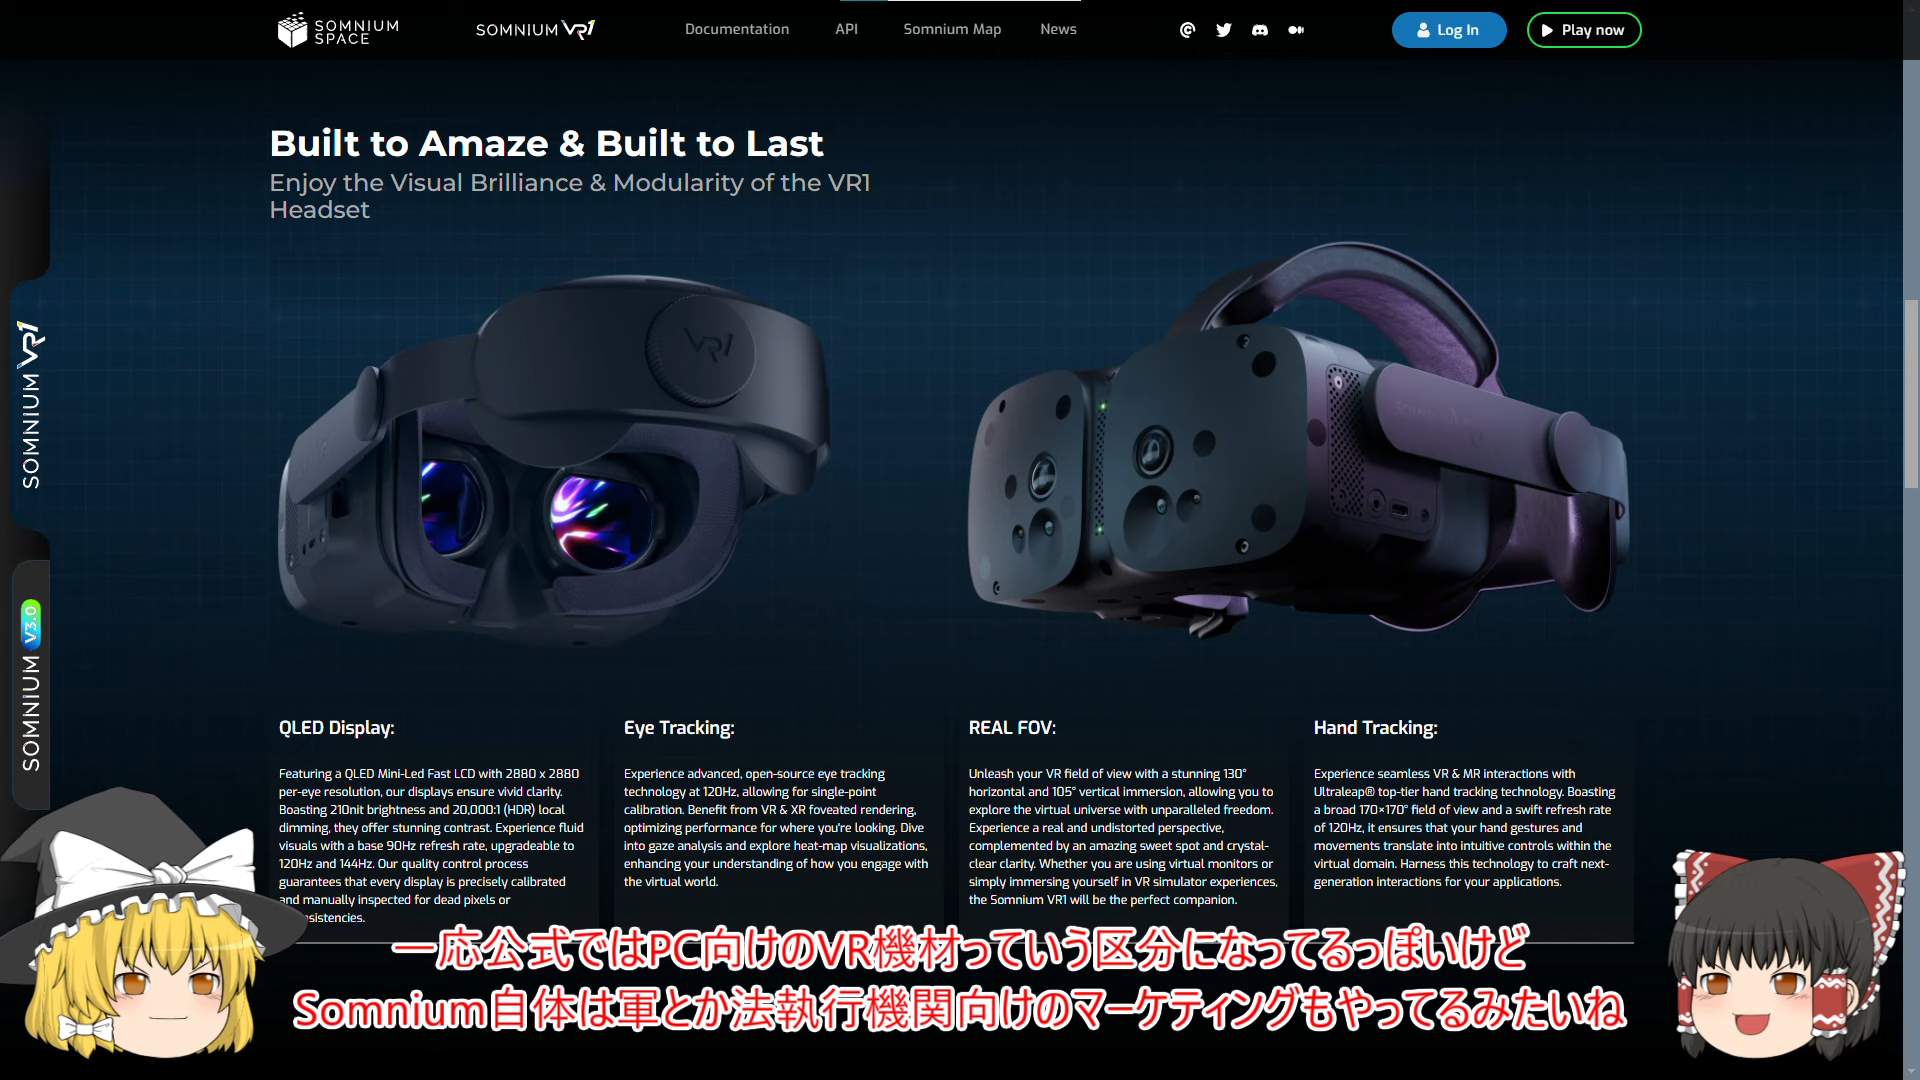 SOMNIUM SPACE
SOMNIUM VR1
Documentation
API
Somnium Map
News
Log In
Play now
Built to Amaze & Built to Last
Enjoy the Visual Brilliance & Modularity of the VR1
Headset
SOMNIUM VR1
SOMNIUM V3.0
VR1
QLED Display:
Featuring a QLED Mini-Led Fast LCD with 2880 x 2880
per-eye resolution, our displays ensure vivid clarity.
Boasting 210nit brightness and 20,000:1 (HDR) local
dimming, they offer stunning contrast. Experience fluid
visuals with a base 90Hz refresh rate, upgradeable to
120Hz and 144Hz. Our quality control process
guarantees that every display is precisely calibrated
and manually inspected for dead pixels or
sistencies.
Eye Tracking:
Experience advanced, open-source eye tracking
technology at 120Hz, allowing for single-point
calibration. Benefit from VR & XR foveated rendering,
optimizing performance for where you're looking. Dive
into gaze analysis and explore heat-map visualizations,
enhancing your understanding of how you engage with
the virtual world.
REAL FOV:
Unleash your VR field of view with a stunning 130°
horizontal and 105° vertical immersion, allowing you to
explore the virtual universe with unparalleled freedom.
Experience a real and undistorted perspective,
complemented by an amazing sweet spot and crystal-
clear clarity. Whether you are using virtual monitors or
simply immersing yourself in VR simulator experiences,
the Somnium VR1 will be the perfect companion.
Hand Tracking:
Experience seamless VR & MR interactions with
Ultraleap® top-tier hand tracking technology. Boasting
a broad 170×170° field of view and a swift refresh rate
of 120Hz, it ensures that your hand gestures and
movements translate into intuitive controls within the
virtual domain. Harness this technology to craft next-
generation interactions for your applications.
一応公式ではPC向けのVR機材っていう区分になってるっぽいけど
Somnium自体は軍とか法執行機関向けのマーケティングもやってるみたいね